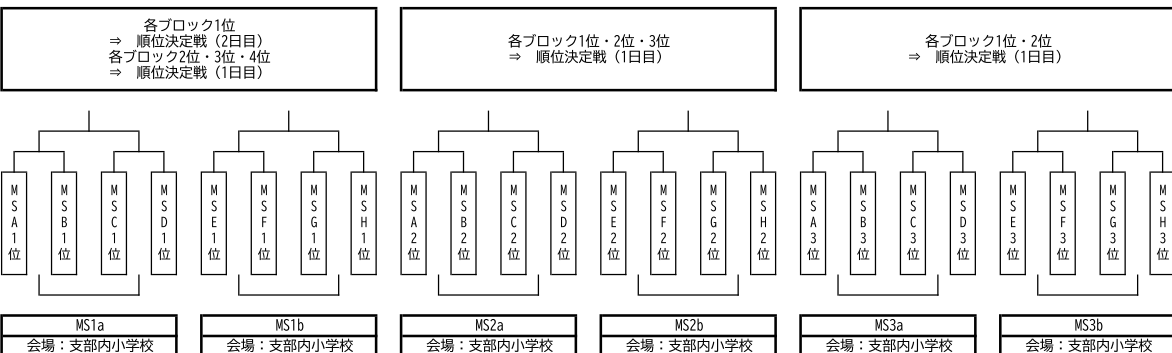 各ブロック1位
⇒ 順位決定戦（2日目）
各ブロック2位・3位・4位
⇒ 順位決定戦（1日目）
各ブロック1位・2位・3位
⇒ 順位決定戦（1日目）
各ブロック1位・2位
⇒ 順位決定戦（1日目）
MSA1位
MSB1位
MSC1位
MSD1位
MSE1位
MSF1位
MSG1位
MSH1位
MSA2位
MSB2位
MSC2位
MSD2位
MSE2位
MSF2位
MSG2位
MSH2位
MSA3位
MSB3位
MSC3位
MSD3位
MSE3位
MSF3位
MSG3位
MSH3位
MS1a
MS1b
MS2a
MS2b
MS3a
MS3b
会場：支部内小学校
会場：支部内小学校
会場：支部内小学校
会場：支部内小学校
会場：支部内小学校
会場：支部内小学校